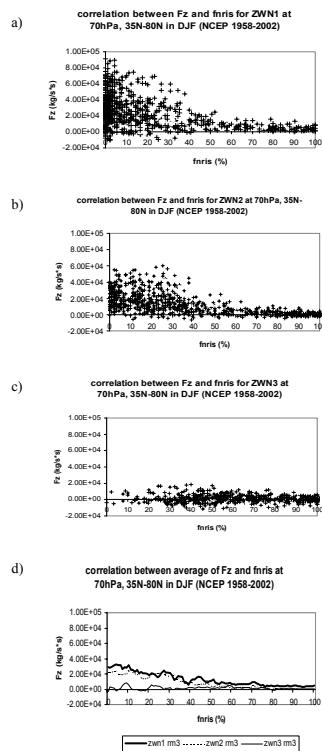 a)
correlation between Fz and fnris for ZWN1 at
70hPa, 35N-80N in DJF (NCEP 1958-2002)
Fz (kg/s*s)
1.00E+05
8.00E+04
6.00E+04
4.00E+04
2.00E+04
0.00E+00
-2.00E+04
0 10 20 30 40 50 60 70 80 90 100
fnris (%)
b)
correlation between Fz and fnris for ZWN2 at 70hPa, 35N-
80N in DJF (NCEP 1958-2002)
Fz (kg/s*s)
1.00E+05
8.00E+04
6.00E+04
4.00E+04
2.00E+04
0.00E+00
-2.00E+04
0 10 20 30 40 50 60 70 80 90 100
fnris (%)
c)
correlation between Fz and fnris for ZWN3 at
70hPa, 35N-80N in DJF (NCEP 1958-2002)
Fz (kg/s*s)
1.00E+05
8.00E+04
6.00E+04
4.00E+04
2.00E+04
0.00E+00
-2.00E+04
0 10 20 30 40 50 60 70 80 90 100
fnris (%)
d)
correlation between average of Fz and fnris at
70hPa, 35N-80N in DJF (NCEP 1958-2002)
Fz (kg/s*s)
1.00E+05
8.00E+04
6.00E+04
4.00E+04
2.00E+04
0.00E+00
-2.00E+04
0 10 20 30 40 50 60 70 80 90 100
fnris (%)
zwn1 rm3 zwn2 rm3 zwn3 rm3